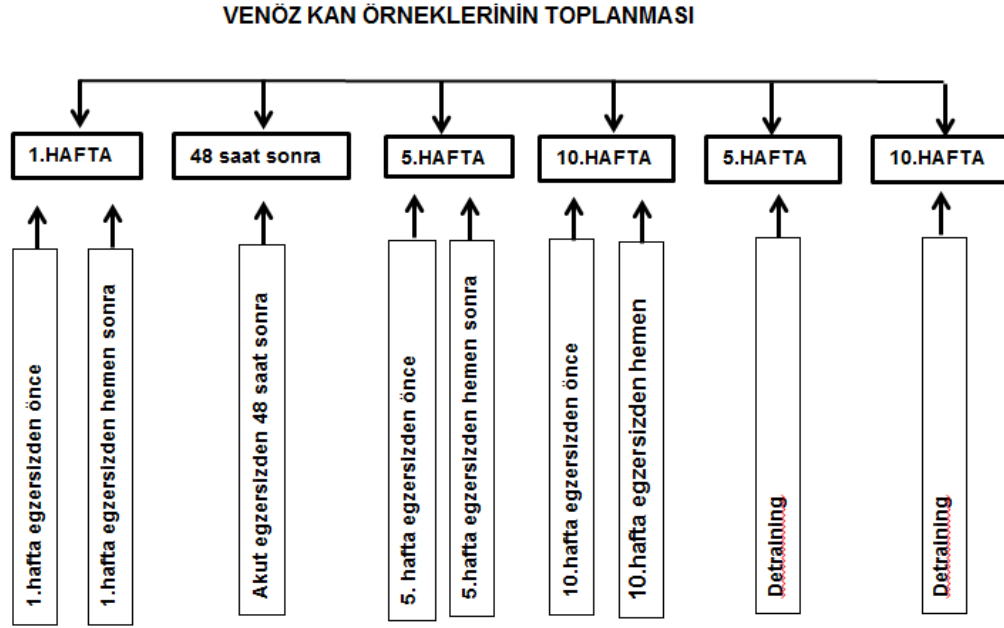 VENÖZ KAN ÖRNEKLERİNİN TOPLANMASI
1.HAFTA
48 saat sonra
5.HAFTA
10.HAFTA
5.HAFTA
10.HAFTA
1.hafta egzersizden önce
1.hafta egzersizden hemen sonra
Akut egzersizden 48 saat sonra
5. hafta egzersizden önce
5.hafta egzersizden hemen sonra
10.hafta egzersizden önce
10.hafta egzersizden hemen
Detraining
Detraining